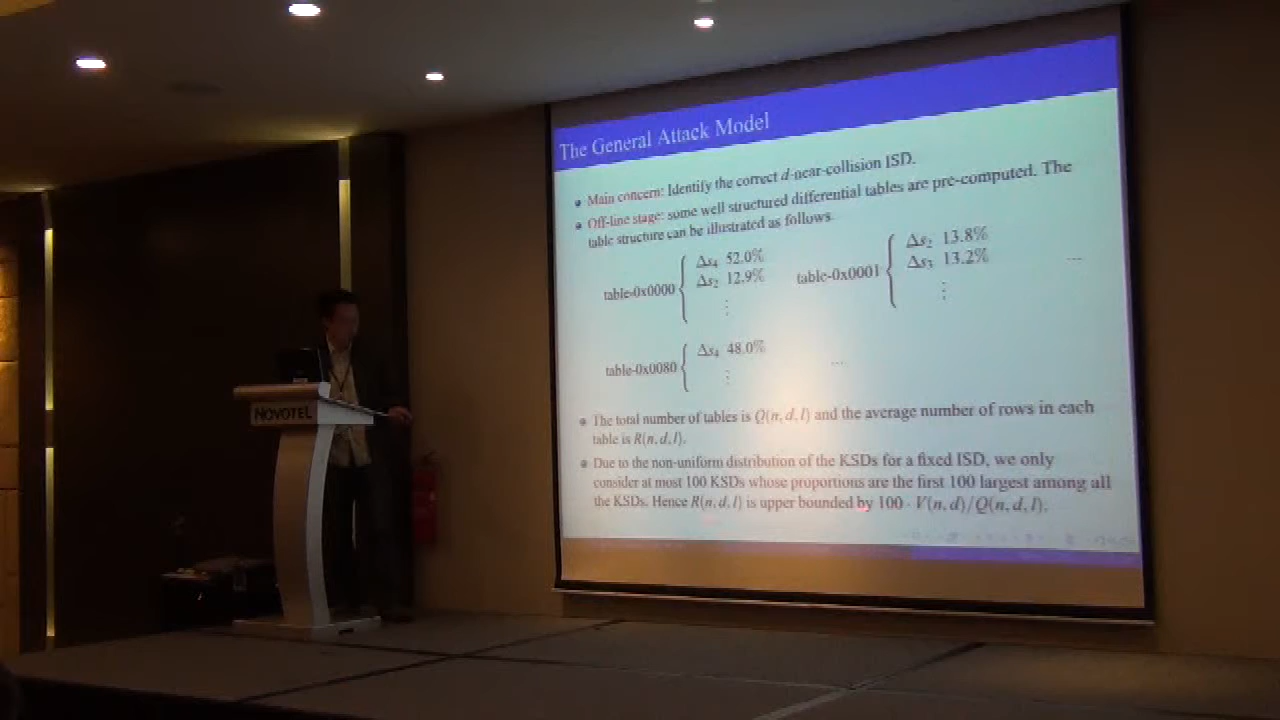 The General Attack Model
Main concern: Identify the correct d-near-collision ISD.
Off-line stage: some well structured differential tables are pre-computed. The
table structure can be illustrated as follows
table-0x0000 { Δs₄ 52.0%
Δs₂ 12.9%
⋮
table-0x0001 { Δs₂ 13.8%
Δs₃ 13.2%
⋮
...
table-0x0080 { Δs₄ 48.0%
⋮
...
The total number of tables is Q(n, d, l) and the average number of rows in each
table is R(n, d, l).
Due to the non-uniform distribution of the KSDs for a fixed ISD, we only
consider at most 100 KSDs whose proportions are the first 100 largest among all
the KSDs. Hence R(n, d, l) is upper bounded by 100 · V(n, d)/Q(n, d, l).
NOVOTEL